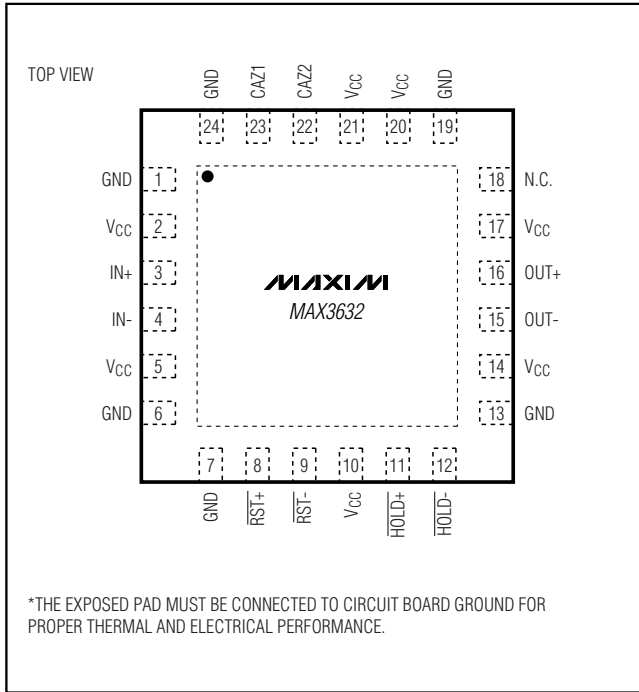 TOP VIEW
GND
CAZ1
CAZ2
VCC
VCC
GND
24 23 22 21 20 19
GND 1
VCC 2
IN+ 3
IN- 4
VCC 5
GND 6
18 N.C.
17 VCC
16 OUT+
15 OUT-
14 VCC
13 GND
MAXIM
MAX3632
7 8 9 10 11 12
GND
RST+
RST-
VCC
HOLD+
HOLD-
*THE EXPOSED PAD MUST BE CONNECTED TO CIRCUIT BOARD GROUND FOR
PROPER THERMAL AND ELECTRICAL PERFORMANCE.